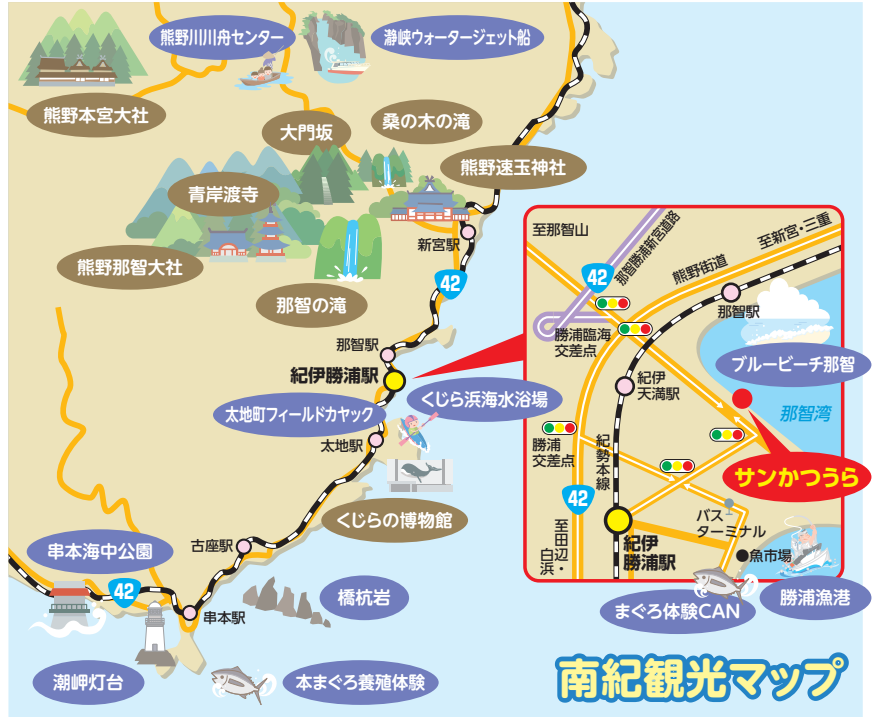 熊野川川舟センター
瀞峡ウォータージェット船
熊野本宮大社
大門坂
桑の木の滝
熊野速玉神社
青岸渡寺
新宮駅
熊野那智大社
42
那智の滝
那智駅
紀伊勝浦駅
くじら浜海水浴場
太地町フィールドカヤック
太地駅
くじらの博物館
古座駅
串本海中公園
42
串本駅
橋杭岩
潮岬灯台
本まぐろ養殖体験
至那智山
那智勝浦新宮道路
至新宮・三重
42
熊野街道
那智駅
勝浦臨海
交差点
ブルービーチ那智
紀伊
天満駅
那智湾
勝浦
交差点
紀勢本線
サンかつうら
42
バス
ターミナル
至田辺・
白浜
紀伊
勝浦駅
魚市場
まぐろ体験CAN
勝浦漁港
南紀観光マップ